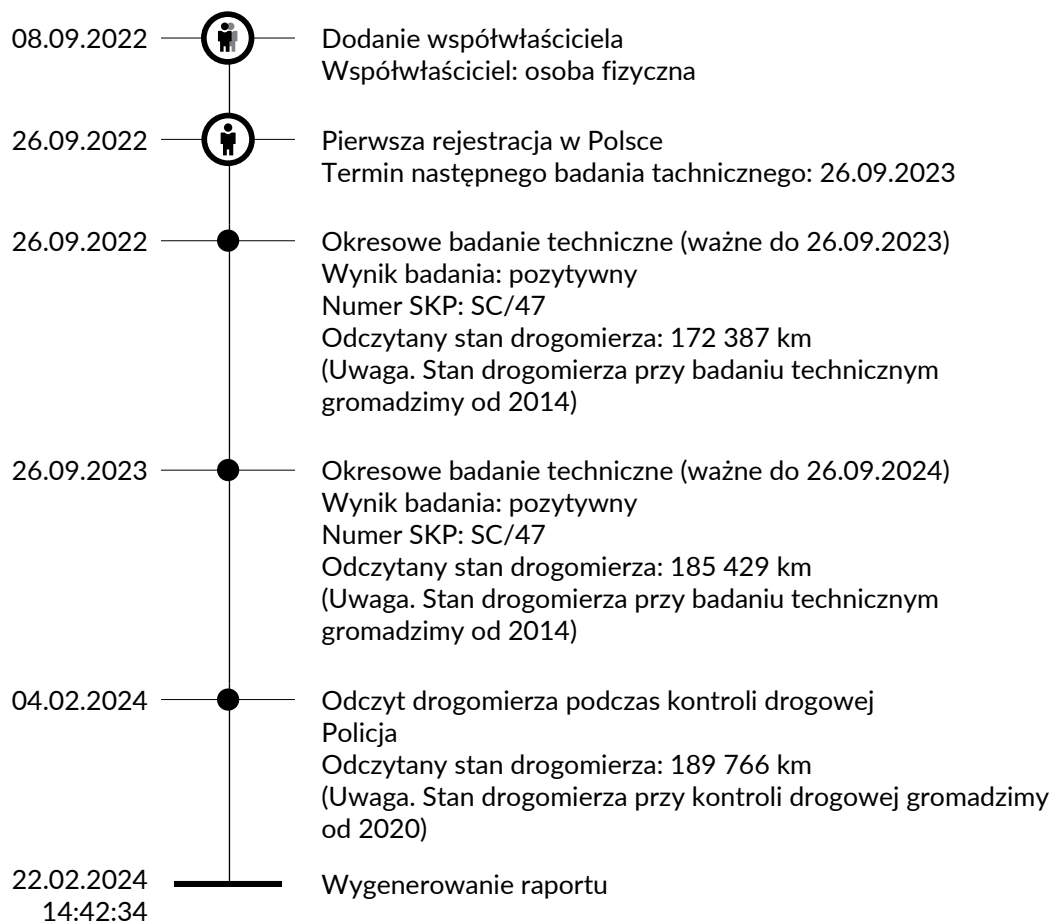 08.09.2022
Dodanie współwłaściciela
Współwłaściciel: osoba fizyczna
26.09.2022
Pierwsza rejestracja w Polsce
Termin następnego badania tachnicznego: 26.09.2023
26.09.2022
Okresowe badanie techniczne (ważne do 26.09.2023)
Wynik badania: pozytywny
Numer SKP: SC/47
Odczytany stan drogomierza: 172 387 km
(Uwaga. Stan drogomierza przy badaniu technicznym
gromadzimy od 2014)
26.09.2023
Okresowe badanie techniczne (ważne do 26.09.2024)
Wynik badania: pozytywny
Numer SKP: SC/47
Odczytany stan drogomierza: 185 429 km
(Uwaga. Stan drogomierza przy badaniu technicznym
gromadzimy od 2014)
04.02.2024
Odczyt drogomierza podczas kontroli drogowej
Policja
Odczytany stan drogomierza: 189 766 km
(Uwaga. Stan drogomierza przy kontroli drogowej gromadzimy
od 2020)
22.02.2024
14:42:34
Wygenerowanie raportu